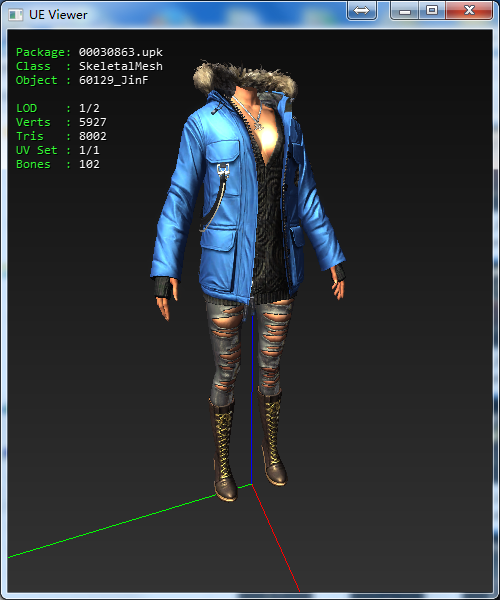 UE Viewer
Package: 00030863.upk
Class : SkeletalMesh
Object : 60129_JinF
LOD : 1/2
Verts : 5927
Tris : 8002
UV Set : 1/1
Bones : 102